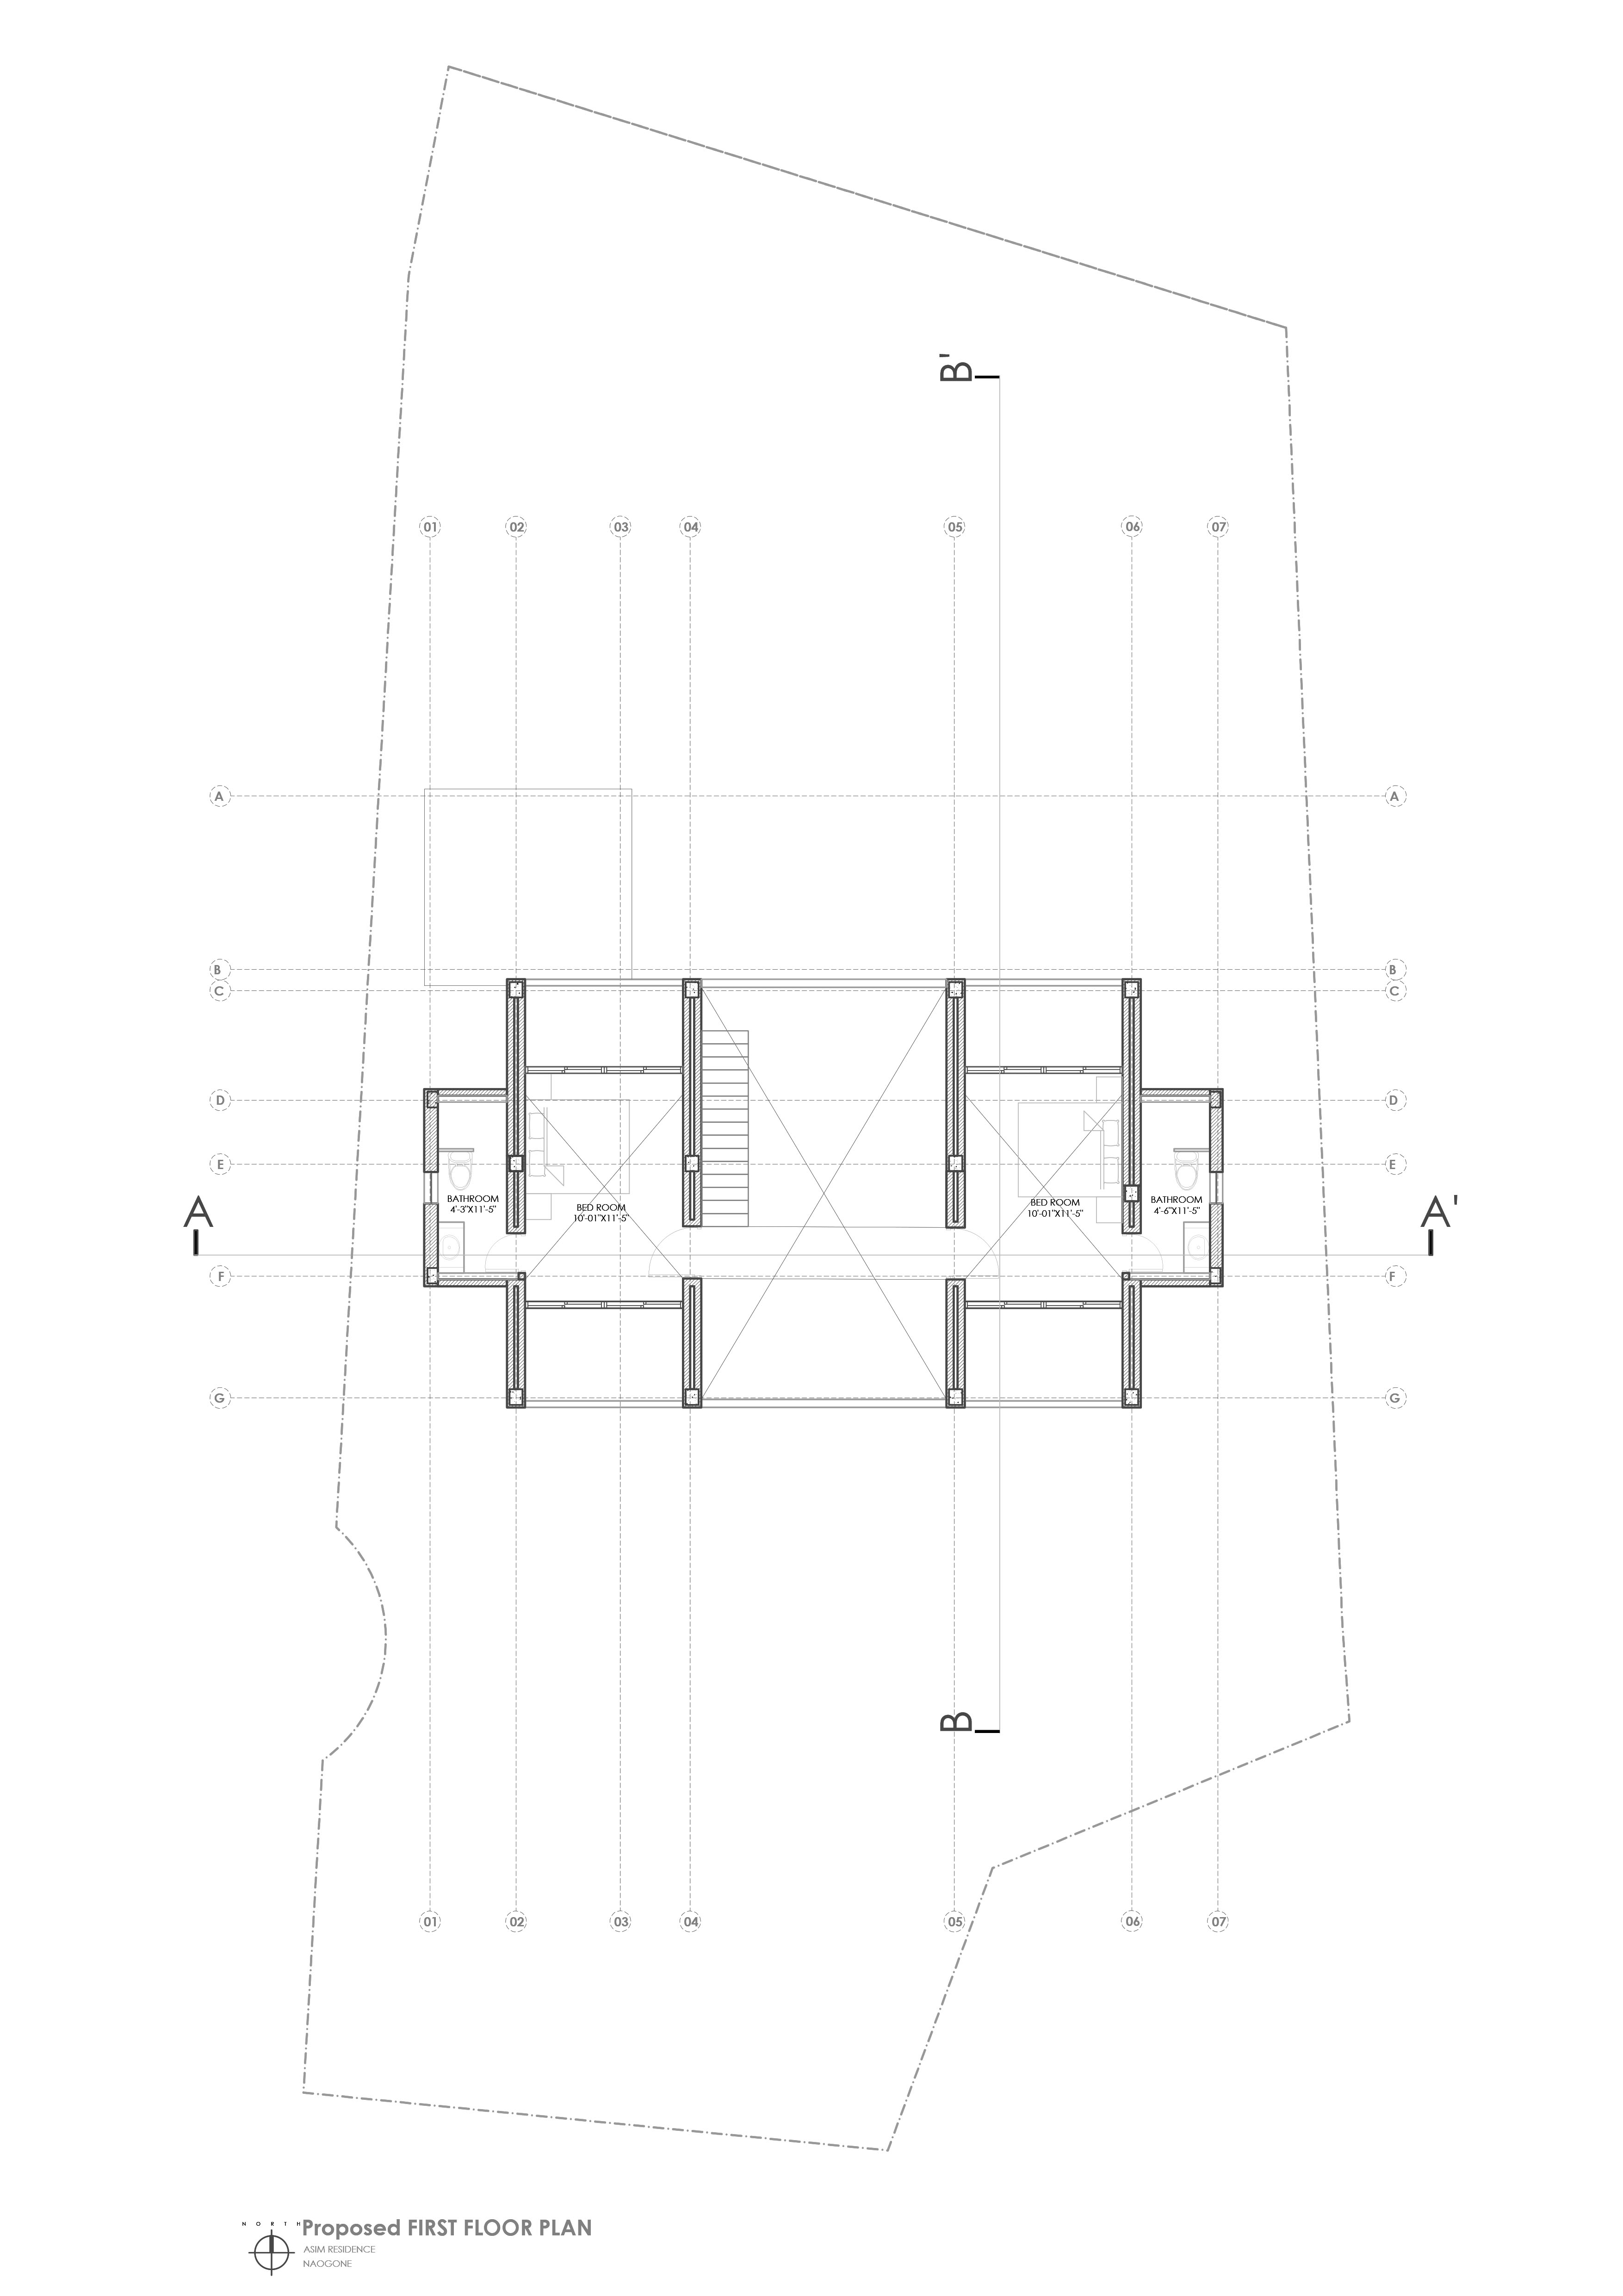 B'
01 02 03 04 05 06 07
A A
B B
C C
D D
E E
BATHROOM
4'-3"X11'-5"
BED ROOM
10'-01"X11'-5"
BED ROOM
10'-01"X11'-5"
BATHROOM
4'-6"X11'-5"
A A'
F F
G G
B
01 02 03 04 05 06 07
NORTH
Proposed FIRST FLOOR PLAN
ASIM RESIDENCE
NAOGONE